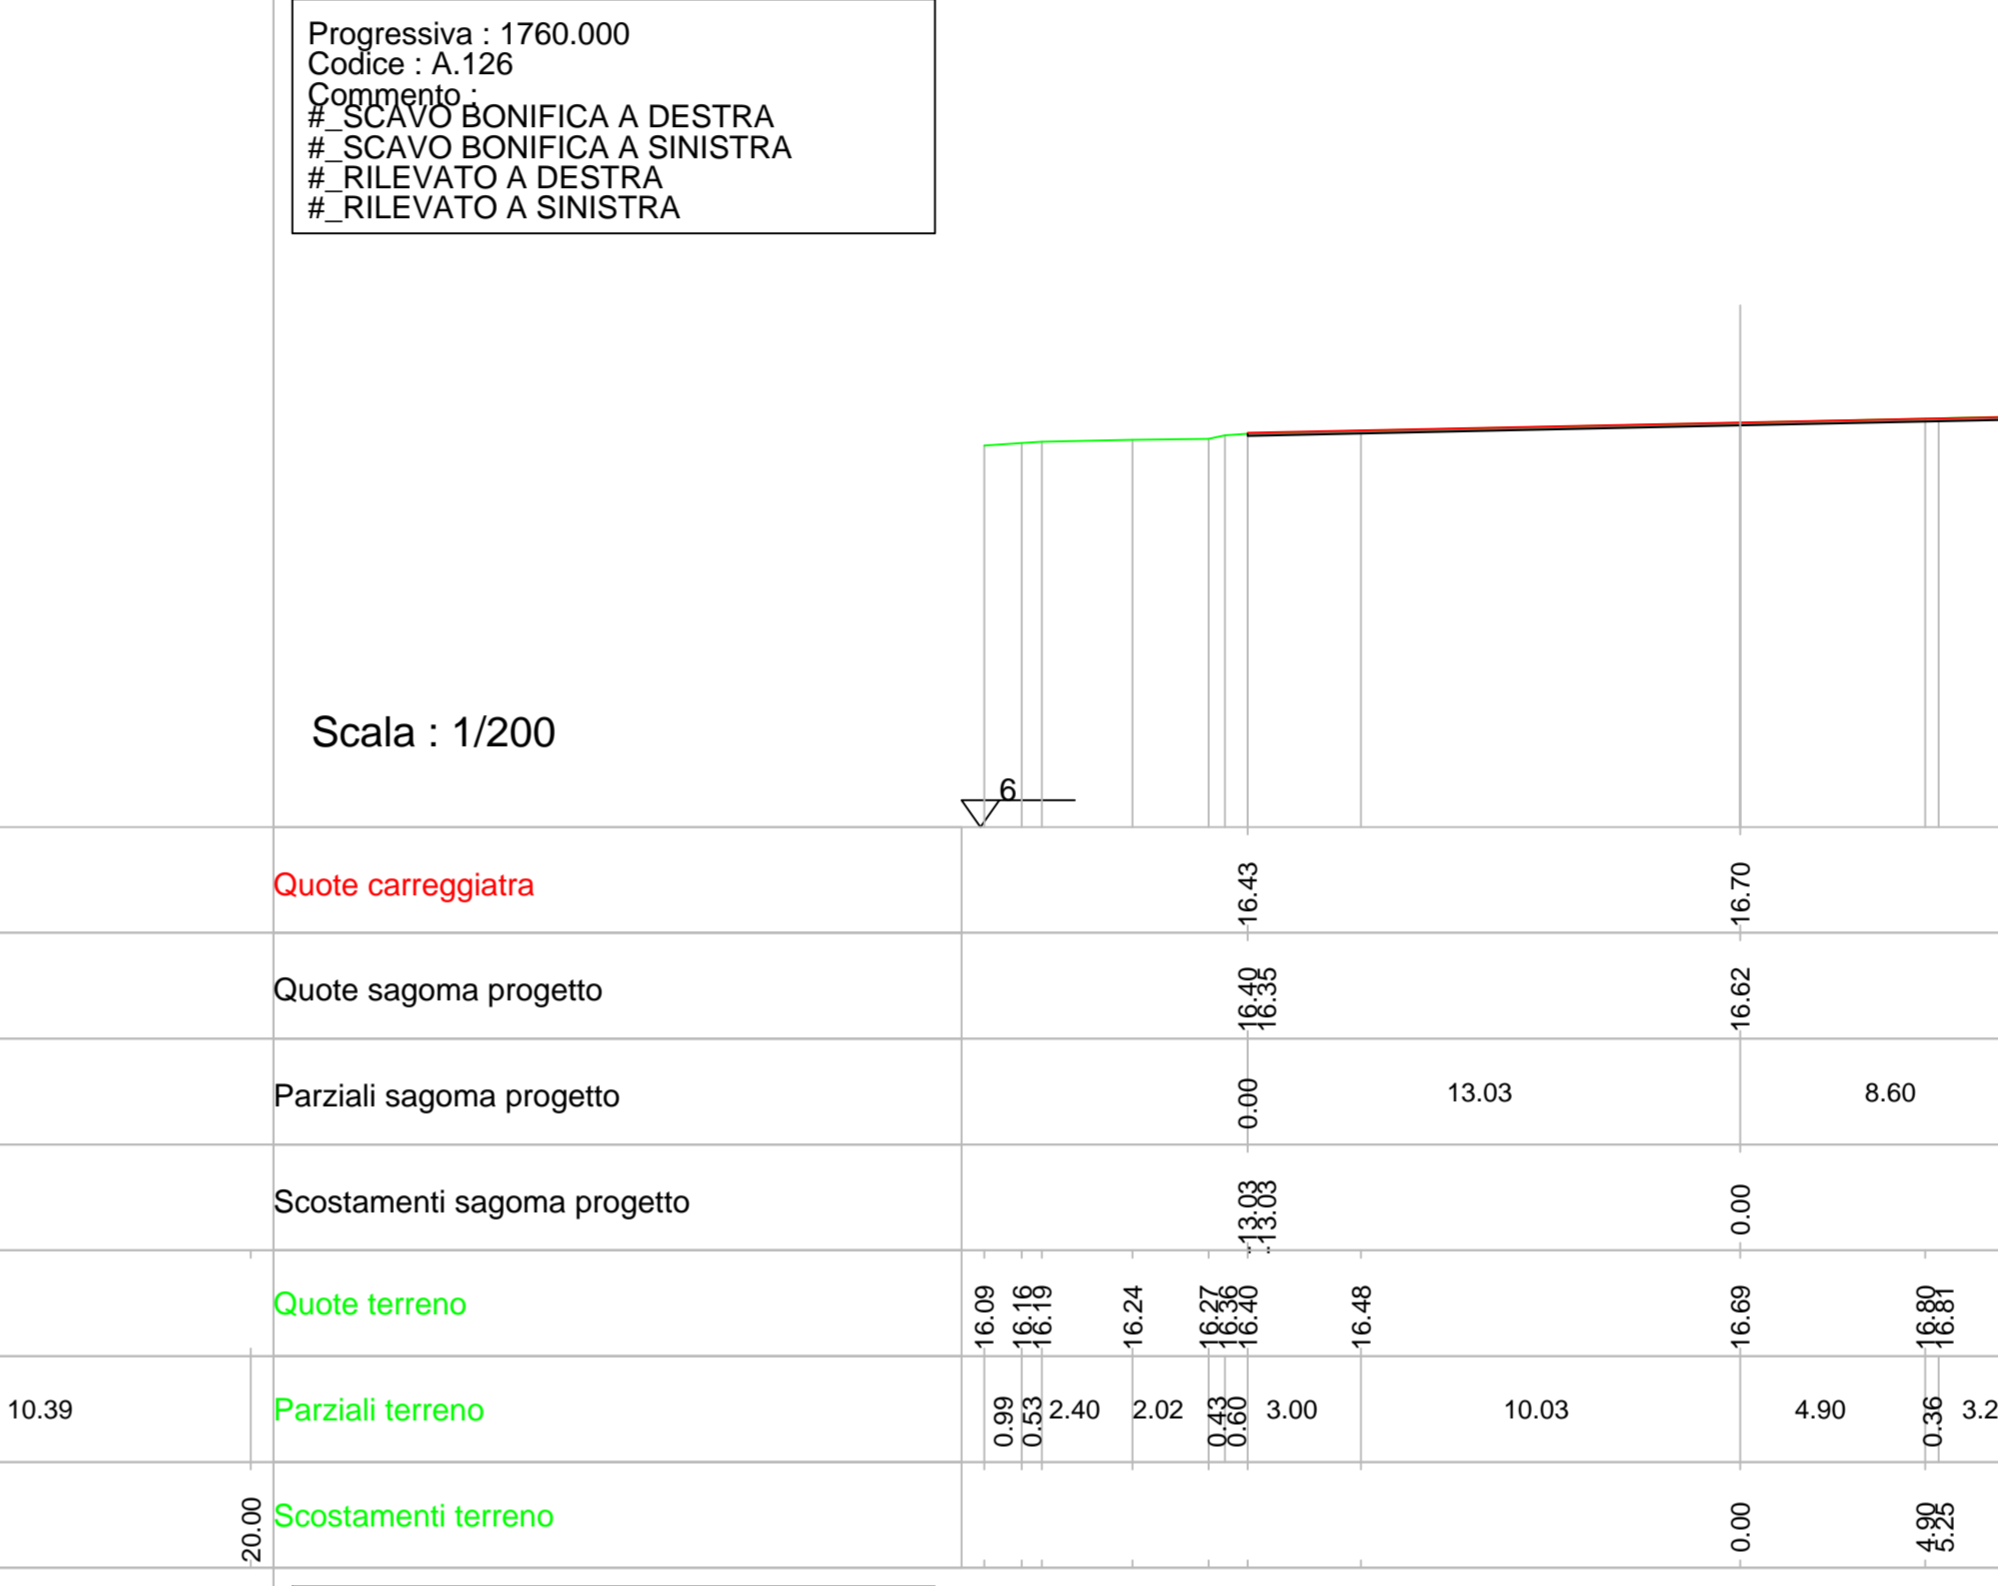 Progressiva : 1760.000
Codice : A.126
Commento :
#_SCAVO BONIFICA A DESTRA
#_SCAVO BONIFICA A SINISTRA
#_RILEVATO A DESTRA
#_RILEVATO A SINISTRA
Scala : 1/200
6
Quote carreggiatra 16.43 16.70
Quote sagoma progetto 16.40 16.35 16.62
Parziali sagoma progetto 0.00 13.03 8.60
Scostamenti sagoma progetto -13.03 -13.03 0.00
Quote terreno 16.09 16.16 16.19 16.24 16.27 16.36 16.40 16.48 16.69 16.80 16.81
10.39 Parziali terreno 0.99 0.53 2.40 2.02 0.43 0.60 3.00 10.03 4.90 0.36 3.2
20.00 Scostamenti terreno 0.00 4.90 5.25